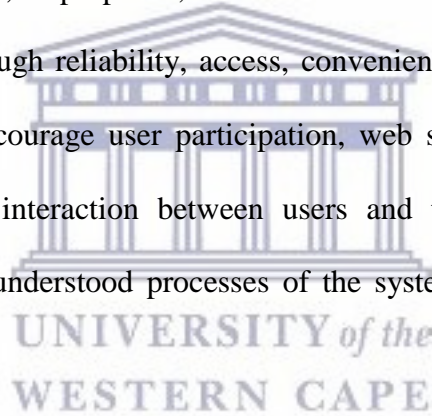 ugh reliability, access, convenien
courage user participation, web s
interaction between users and
understood processes of the syste
UNIVERSITY of the
WESTERN CAPE